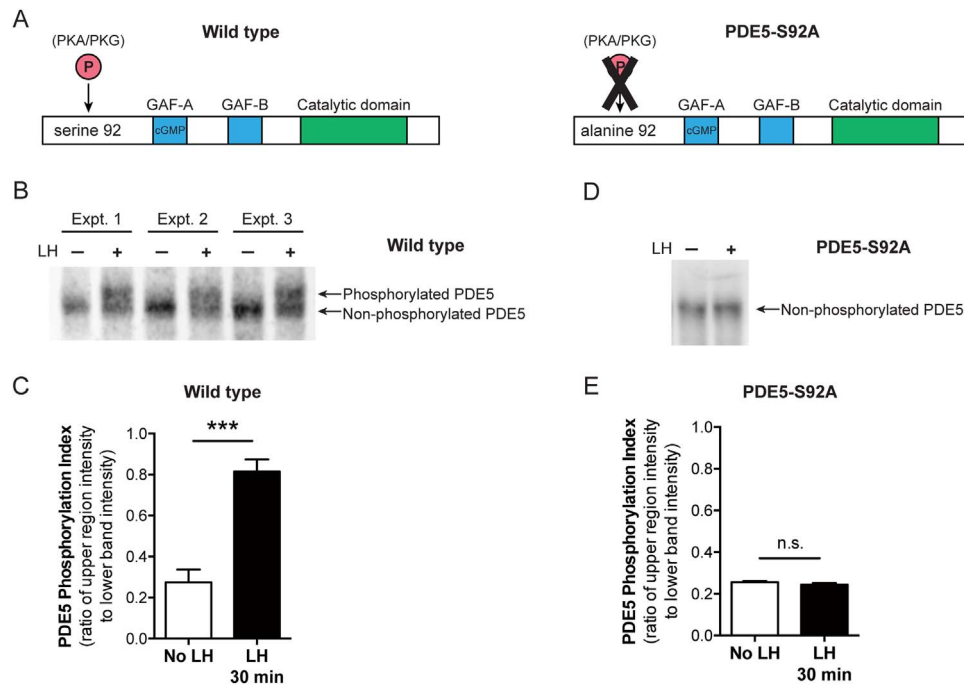 A
Wild type
(PKA/PKG)
P
GAF-A
GAF-B
Catalytic domain
serine 92
cGMP
PDE5-S92A
(PKA/PKG)
P
GAF-A
GAF-B
Catalytic domain
alanine 92
cGMP
B
Expt. 1
Expt. 2
Expt. 3
Wild type
LH
– + – + – +
Phosphorylated PDE5
Non-phosphorylated PDE5
D
LH – +
PDE5-S92A
Non-phosphorylated PDE5
C
Wild type
PDE5 Phosphorylation Index
(ratio of upper region intensity
to lower band intensity)
1.0
0.8
0.6
0.4
0.2
0.0
***
No LH
LH
30 min
E
PDE5-S92A
PDE5 Phosphorylation Index
(ratio of upper region intensity
to lower band intensity)
1.0
0.8
0.6
0.4
0.2
0.0
n.s.
No LH
LH
30 min